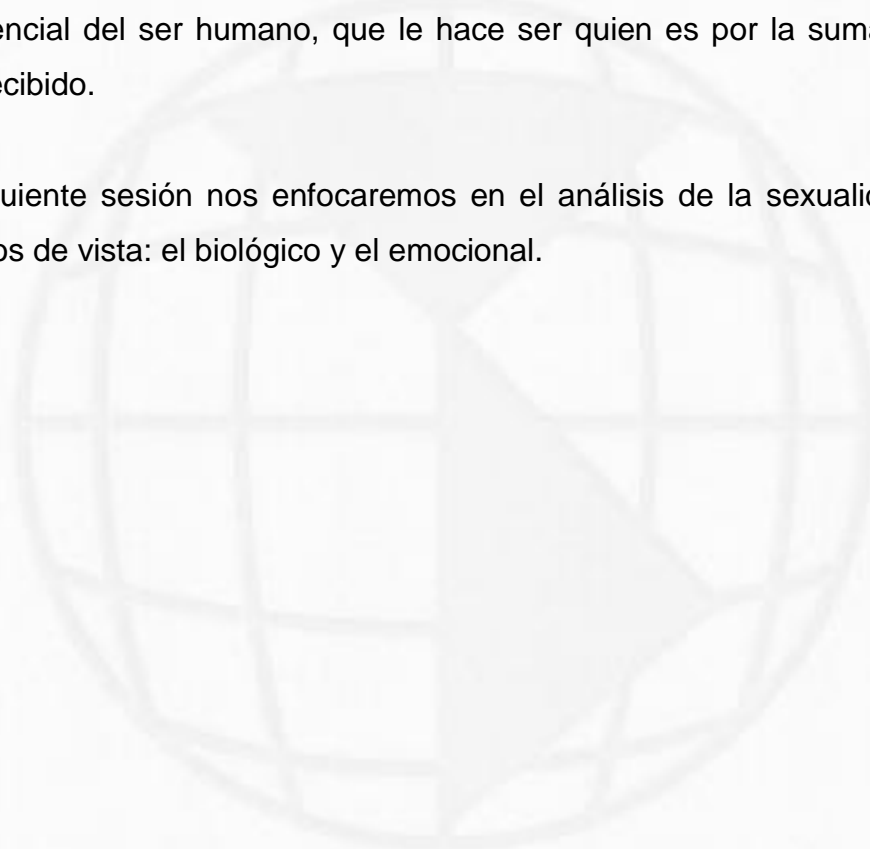 encial del ser humano, que le hace ser quien es por la suma
ecibido.
uiente sesión nos enfocaremos en el análisis de la sexualid
os de vista: el biológico y el emocional.